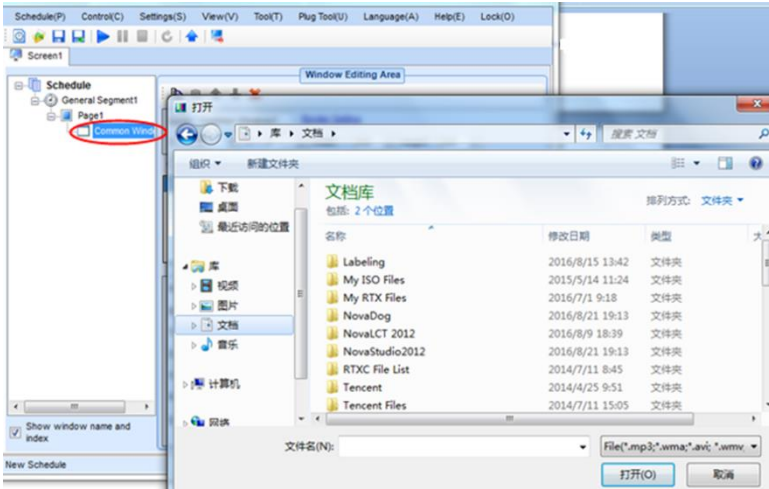 Schedule(P) Control(C) Settings(S) View(V) Tool(T) Plug Tool(U) Language(A) Help(E) Lock(O)
Screen1
Window Editing Area
Schedule
General Segment1
Page1
Common Wind
打开
库 文档
搜索 文档
组织 新建文件夹
下载
桌面
最近访问的位置
库
视频
图片
文档
音乐
计算机
网络
文档库
包括: 2 个位置
排列方式: 文件夹
名称 修改日期 类型 大
Labeling 2016/8/15 13:42 文件夹
My ISO Files 2015/5/14 11:24 文件夹
My RTX Files 2016/7/1 9:18 文件夹
NovaDog 2016/8/21 19:13 文件夹
NovaLCT 2012 2016/8/9 18:39 文件夹
NovaStudio2012 2016/8/21 19:13 文件夹
RTXC File List 2014/7/11 8:45 文件夹
Tencent 2014/4/25 9:51 文件夹
Tencent Files 2014/7/11 15:05 文件夹
Show window name and
index
文件名(N): File(*.mp3;*.wma;*.avi; *.wmv;
打开(O) 取消
New Schedule